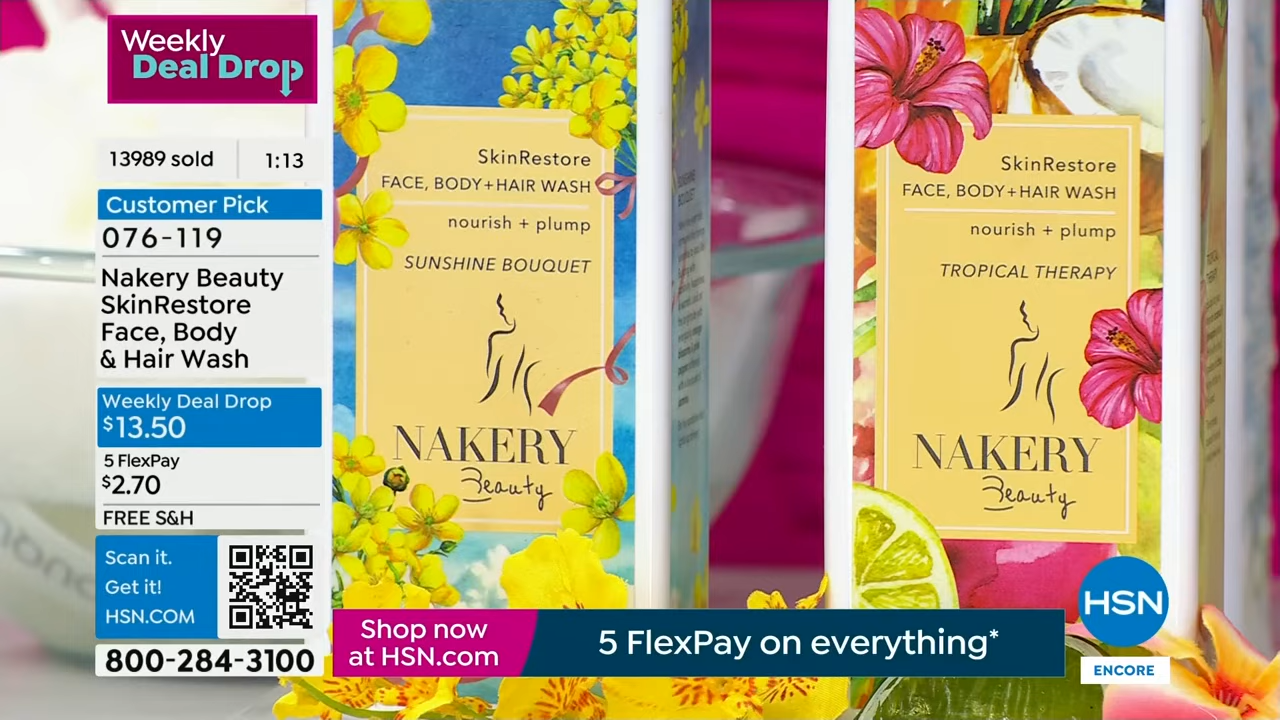 Weekly
Deal Drop
13989 sold
1:13
Customer Pick
076-119
Nakery Beauty
SkinRestore
Face, Body
& Hair Wash
Weekly Deal Drop
$13.50
5 FlexPay
$2.70
FREE S&H
Scan it.
Get it!
HSN.COM
800-284-3100
SkinRestore
FACE, BODY+HAIR WASH
nourish + plump
SUNSHINE BOUQUET
NAKERY
Beauty
SkinRestore
FACE, BODY+HAIR WASH
nourish + plump
TROPICAL THERAPY
NAKERY
Beauty
Shop now
at HSN.com
5 FlexPay on everything*
HSN
ENCORE